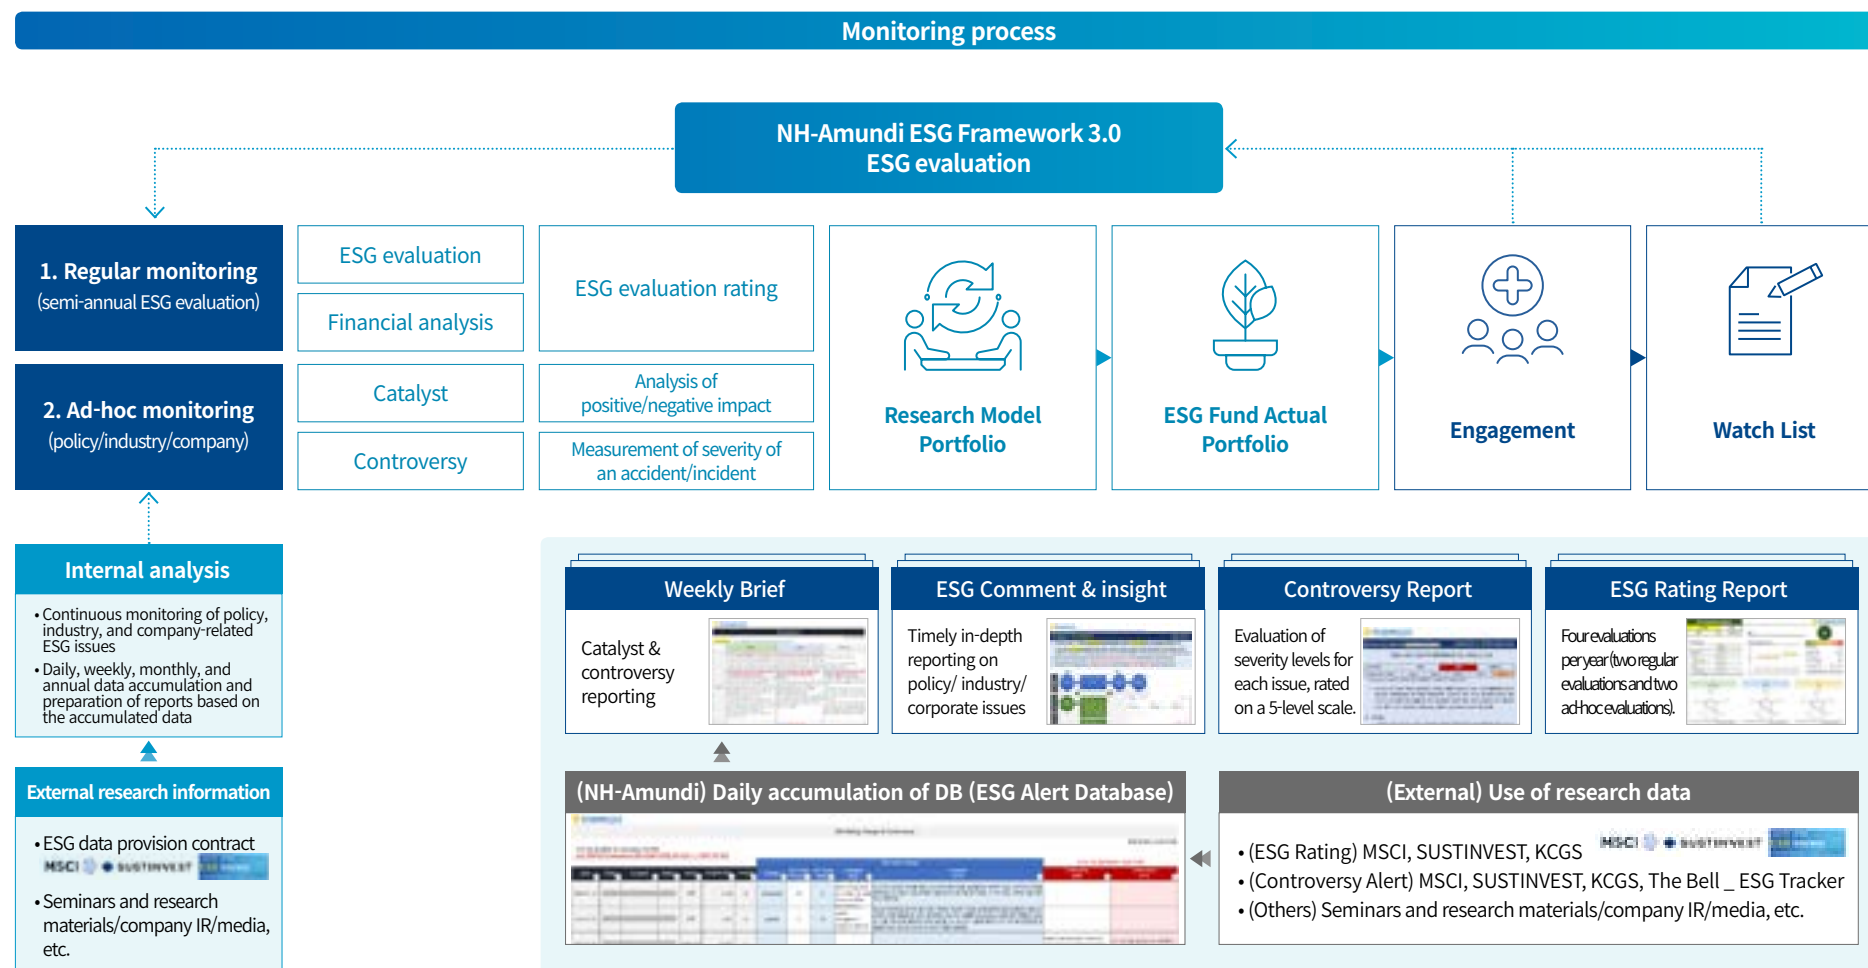 Monitoring process
NH-Amundi ESG Framework 3.0
ESG evaluation
1. Regular monitoring
(semi-annual ESG evaluation)
2. Ad-hoc monitoring
(policy/industry/company)
ESG evaluation
Financial analysis
Catalyst
Controversy
ESG evaluation rating
Analysis of
positive/negative impact
Measurement of severity of
an accident/incident
Research Model
Portfolio
ESG Fund Actual
Portfolio
Engagement
Watch List
Internal analysis
• Continuous monitoring of policy,
industry, and company-related
ESG issues
• Daily, weekly, monthly, and
annual data accumulation and
preparation of reports based on
the accumulated data
External research information
• ESG data provision contract
MSCI SUSTINVEST
• Seminars and research
materials/company IR/media,
etc.
Weekly Brief
Catalyst &
controversy
reporting
ESG Comment & insight
Timely in-depth
reporting on
policy/ industry/
corporate issues
Controversy Report
Evaluation of
severity levels for
each issue, rated
on a 5-level scale.
ESG Rating Report
Four evaluations
per year (two regular
evaluations and two
ad-hoc evaluations).
(NH-Amundi) Daily accumulation of DB (ESG Alert Database)
(External) Use of research data
• (ESG Rating) MSCI, SUSTINVEST, KCGS
MSCI SUSTINVEST
• (Controversy Alert) MSCI, SUSTINVEST, KCGS, The Bell _ ESG Tracker
• (Others) Seminars and research materials/company IR/media, etc.